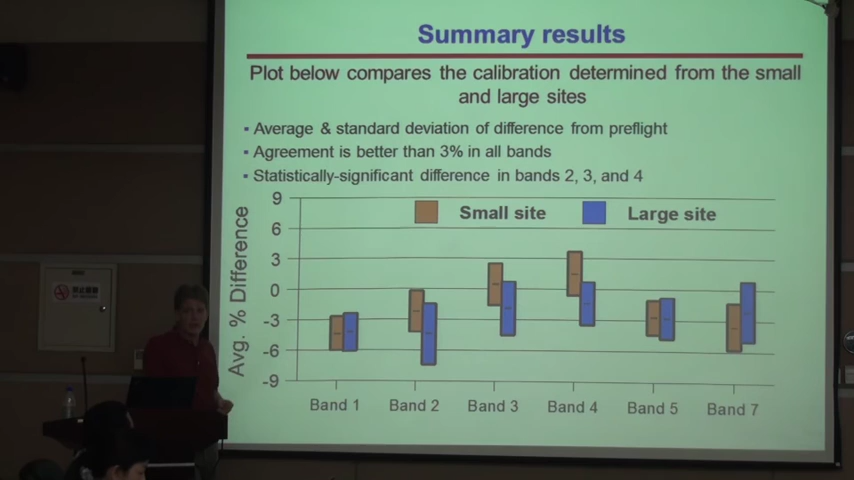 Summary results
Plot below compares the calibration determined from the small
and large sites
▪ Average & standard deviation of difference from preflight
▪ Agreement is better than 3% in all bands
▪ Statistically-significant difference in bands 2, 3, and 4
Small site
Large site
Avg. % Difference
9
6
3
0
-3
-6
-9
Band 1
Band 2
Band 3
Band 4
Band 5
Band 7